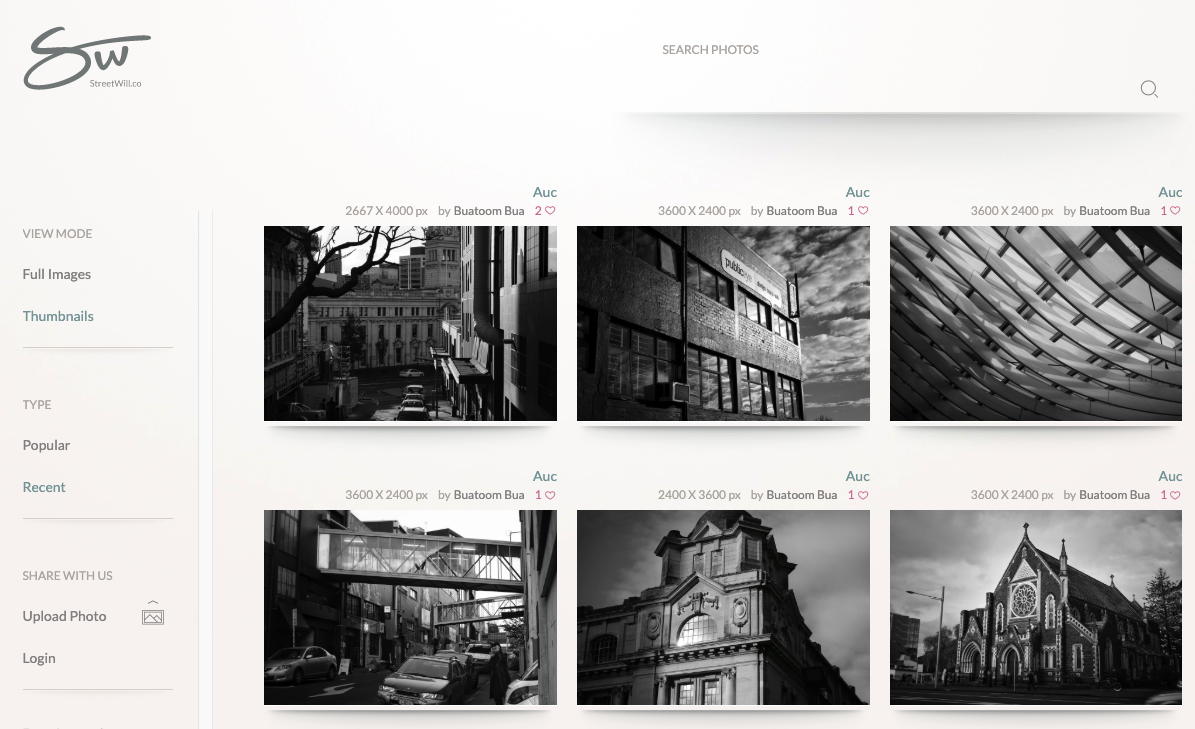 Sw
StreetWill.co
SEARCH PHOTOS
VIEW MODE
Full Images
Thumbnails
TYPE
Popular
Recent
SHARE WITH US
Upload Photo
Login
Auc
2667 X 4000 px by Buatoom Bua 2
Auc
3600 X 2400 px by Buatoom Bua 1
Auc
3600 X 2400 px by Buatoom Bua 1
publiceye
Auc
3600 X 2400 px by Buatoom Bua 1
Auc
2400 X 3600 px by Buatoom Bua 1
Auc
3600 X 2400 px by Buatoom Bua 1